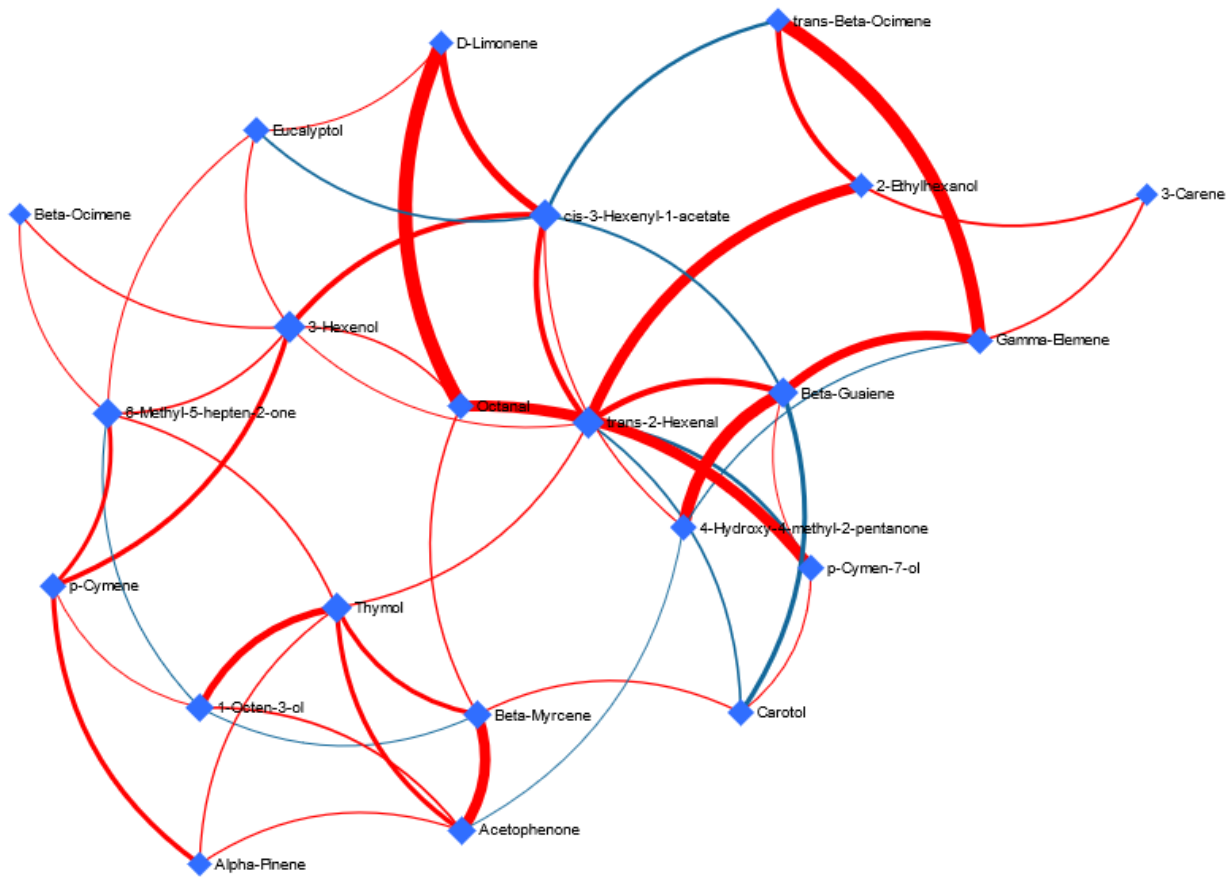 trans-Beta-Ocimene
D-Limonene
Eucalyptol
2-Ethylhexanol
3-Carene
Beta-Ocimene
cis-3-Hexenyl-1-acetate
3-Hexenol
Gamma-Elemene
Beta-Guaiene
Octanal
6-Methyl-5-hepten-2-one
trans-2-Hexenal
4-Hydroxy-4-methyl-2-pentanone
p-Cymen-7-ol
p-Cymene
Thymol
1-Octen-3-ol
Beta-Myrcene
Carotol
Acetophenone
Alpha-Pinene